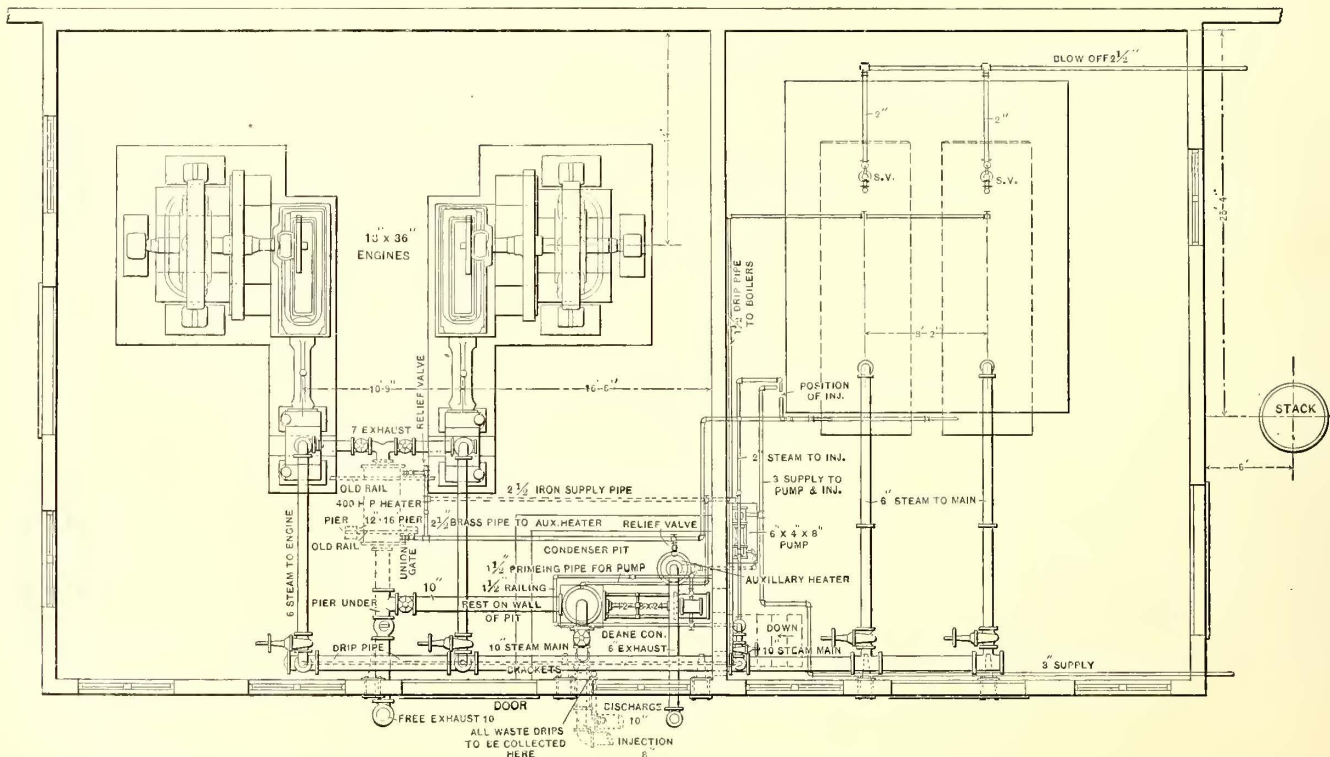 BLOW OFF 2½"
2"
2"
S.V.
S.V.
23'-4"
" x 36"
ENGINES
1½" DRIP PIPE
TO BOILERS
-2"
10'-9"
16'-6"
RELIEF VALVE
POSITION
OF INJ.
STACK
6'
7 EXHAUST
2" STEAM TO INJ.
3 SUPPLY TO
PUMP & INJ.
6" STEAM TO MAIN
OLD RAIL
2½ IRON SUPPLY PIPE
400 H P HEATER
PIER 12"-16 PIER
2½" BRASS PIPE TO AUX. HEATER
RELIEF VALVE
6" X 4 X 8"
PUMP
OLD RAIL
UNION
GATE
CONDENSER PIT
6 STEAM TO ENGINE
1½" PRIMEING PIPE FOR PUMP
AUXILLARY HEATER
1½" RAILING
10"
PIER UNDER
REST ON WALL
OF PIT
DOWN
DEANE CON.
DRIP PIPE
10" STEAM MAIN
6" EXHAUST
10 STEAM MAIN
BRACKETS
3" SUPPLY
DOOR
DISCHARGE
10"
FREE EXHAUST 10
ALL WASTE DRIPS
TO BE COLLECTED
HERE
INJECTION
8"